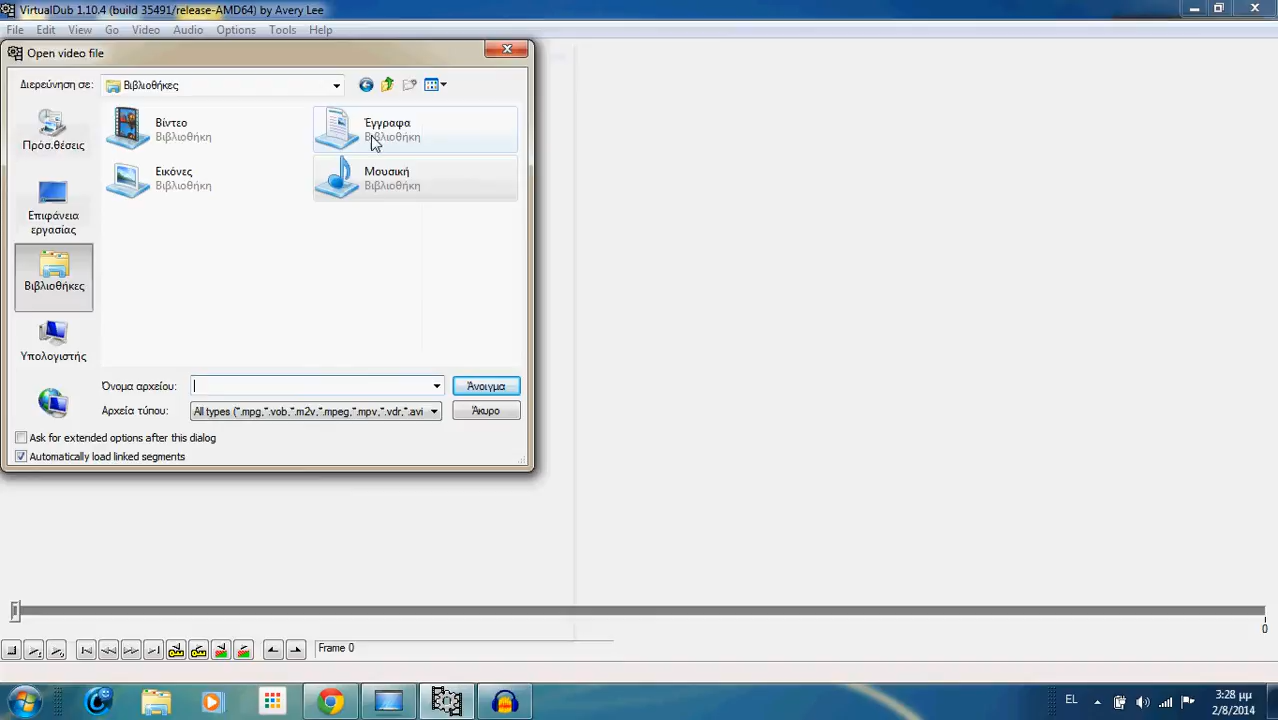 VirtualDub 1.10.4 (build 35491/release-AMD64) by Avery Lee
File Edit View Go Video Audio Options Tools Help
Open video file
Διερεύνηση σε: Βιβλιοθήκες
Πρόσ.θέσεις
Επιφάνεια
εργασίας
Βιβλιοθήκες
Υπολογιστής
Βίντεο
Βιβλιοθήκη
Έγγραφα
Βιβλιοθήκη
Εικόνες
Βιβλιοθήκη
Μουσική
Βιβλιοθήκη
Όνομα αρχείου: Άνοιγμα
Αρχεία τύπου: All types (*.mpg,*.vob,*.m2v,*.mpeg,*.mpv,*.vdr,*.avi Άκυρο
Ask for extended options after this dialog
Automatically load linked segments
0
Frame 0
EL 3:28 μμ
2/8/2014